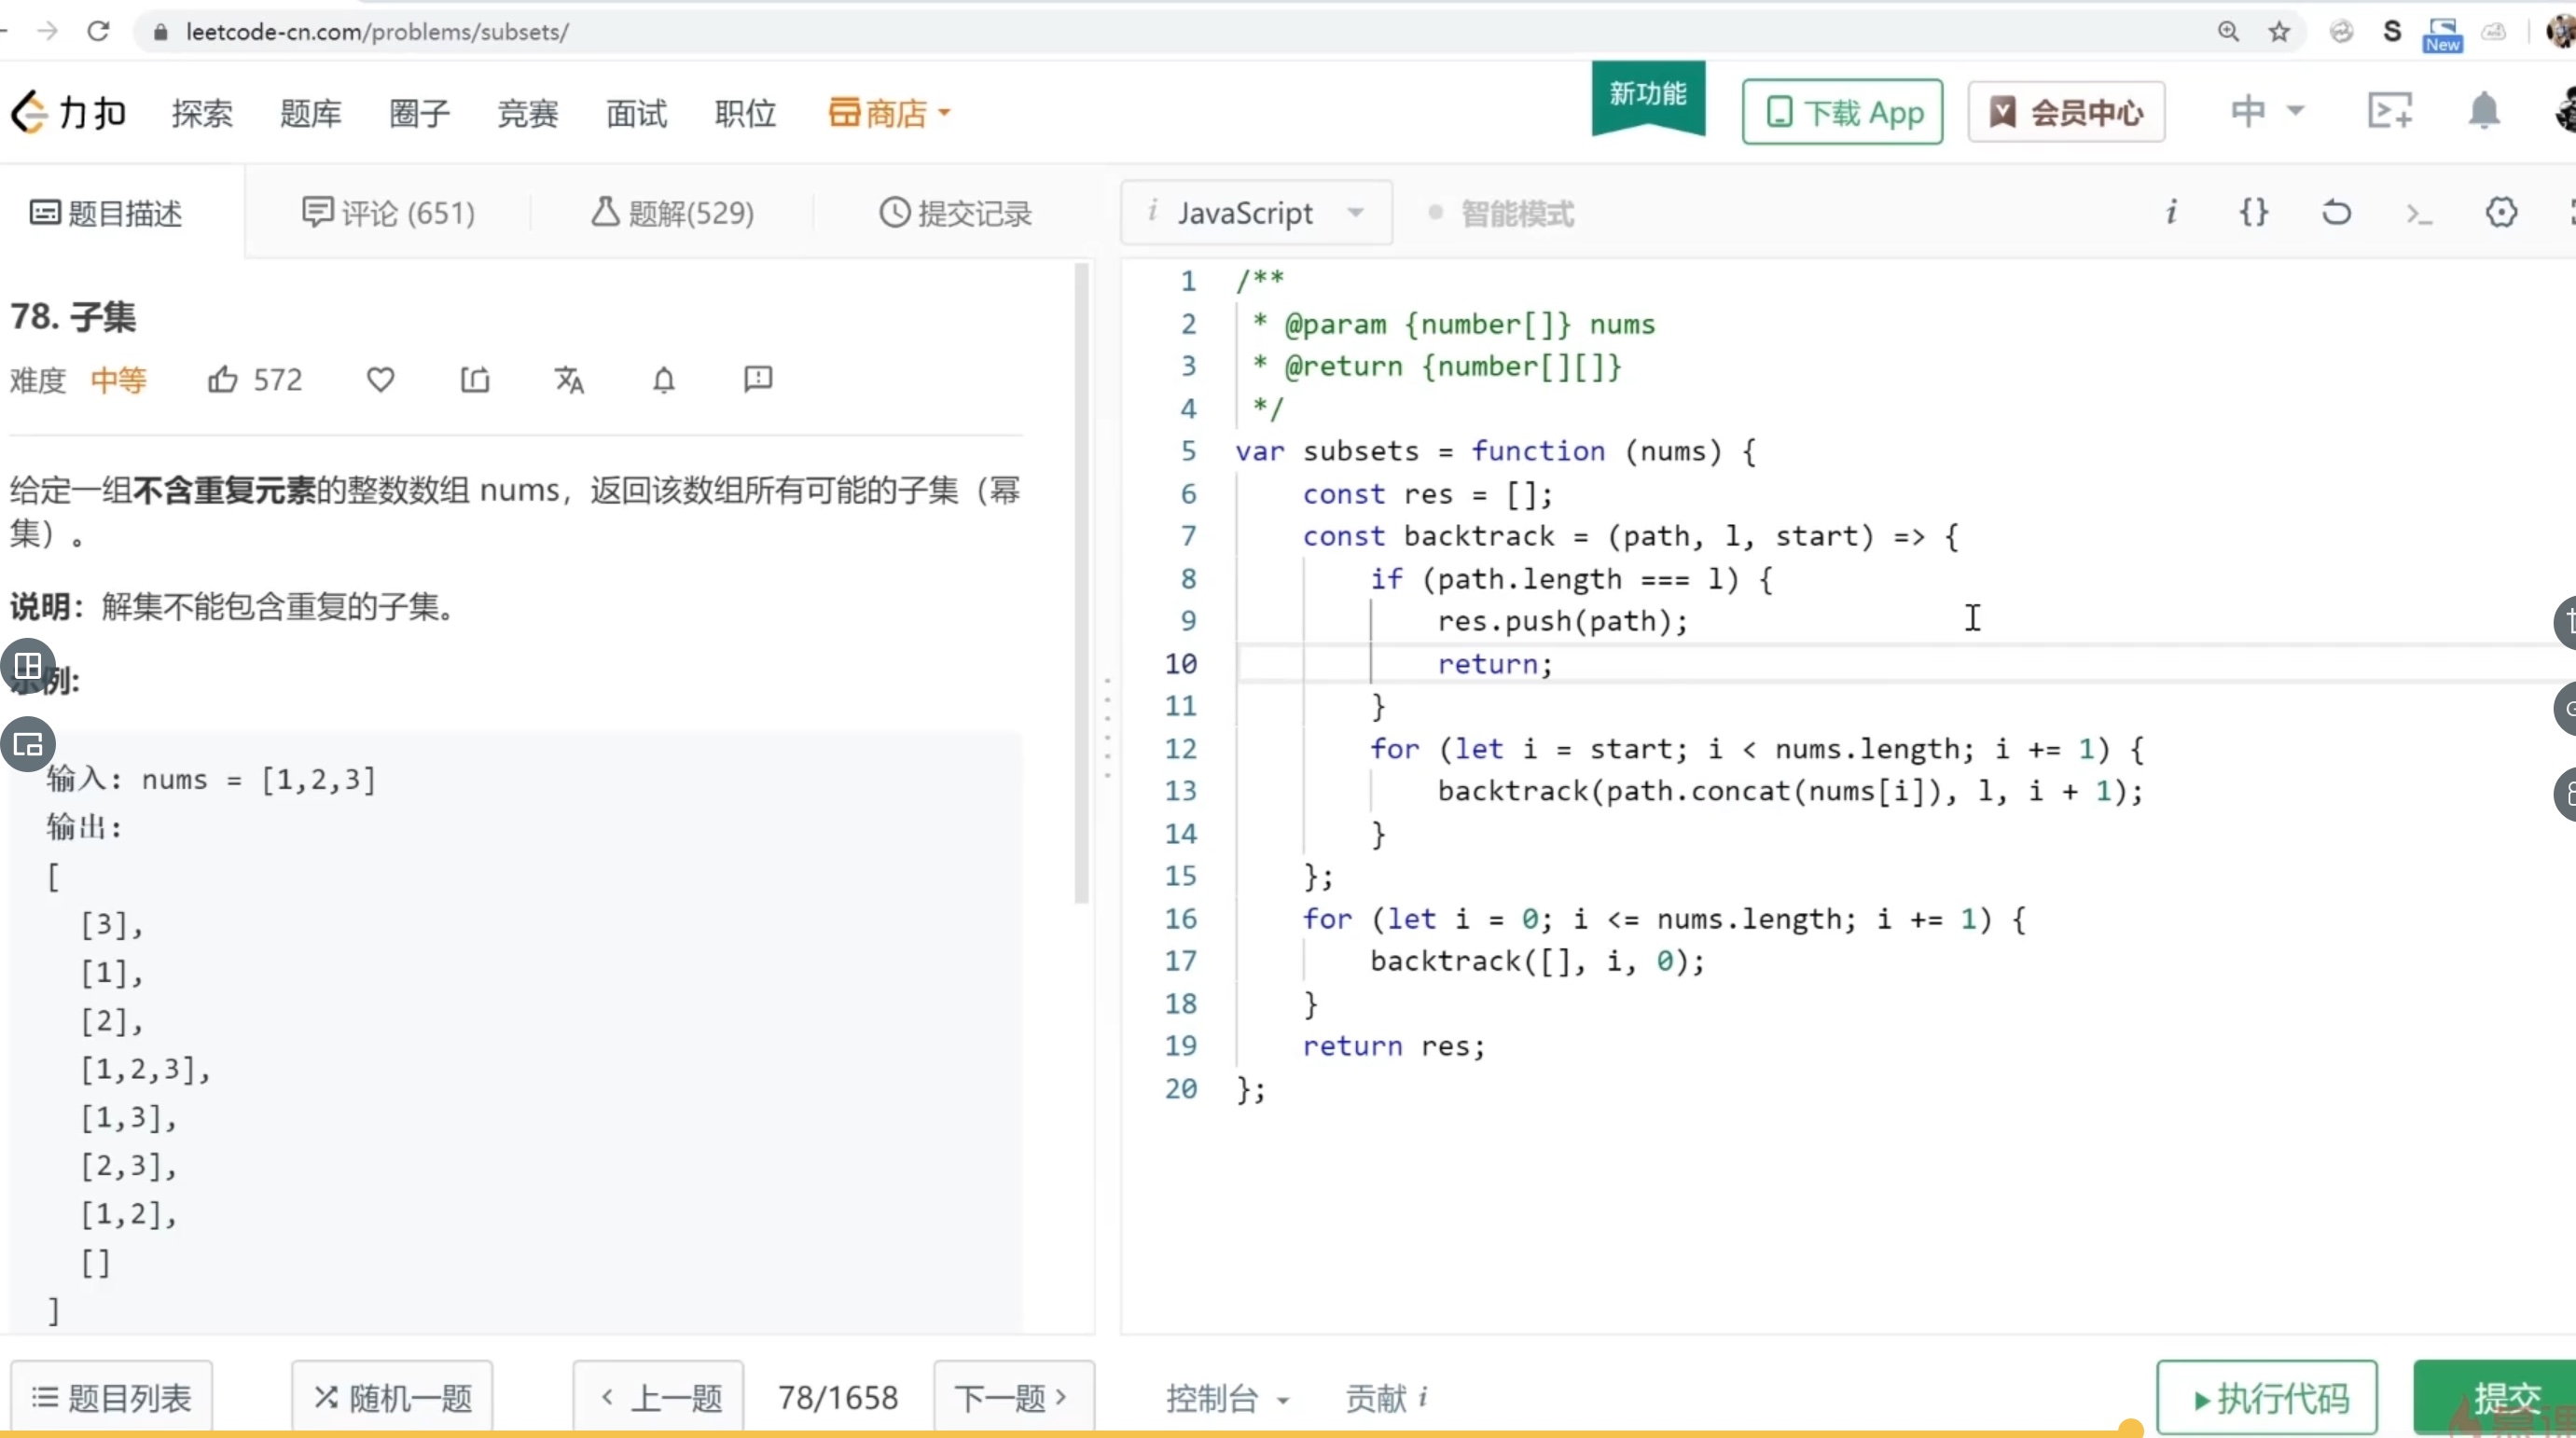 leetcode-cn.com/problems/subsets/
S
New
力扣 探索 题库 圈子 竞赛 面试 职位 商店
新功能
下载 App
会员中心
中
题目描述
评论 (651)
题解(529)
提交记录
i JavaScript
智能模式
i {} >_
78. 子集
难度 中等 572
给定一组不含重复元素的整数数组 nums，返回该数组所有可能的子集（幂
集）。
说明：解集不能包含重复的子集。
示例:
输入: nums = [1,2,3]
输出:
[
[3],
[1],
[2],
[1,2,3],
[1,3],
[2,3],
[1,2],
[]
]
1 /**
2 * @param {number[]} nums
3 * @return {number[][]}
4 */
5 var subsets = function (nums) {
6 const res = [];
7 const backtrack = (path, l, start) => {
8 if (path.length === l) {
9 res.push(path);
10 return;
11 }
12 for (let i = start; i < nums.length; i += 1) {
13 backtrack(path.concat(nums[i]), l, i + 1);
14 }
15 };
16 for (let i = 0; i <= nums.length; i += 1) {
17 backtrack([], i, 0);
18 }
19 return res;
20 };
题目列表
随机一题
< 上一题
78/1658
下一题 >
控制台
贡献 i
执行代码
提交